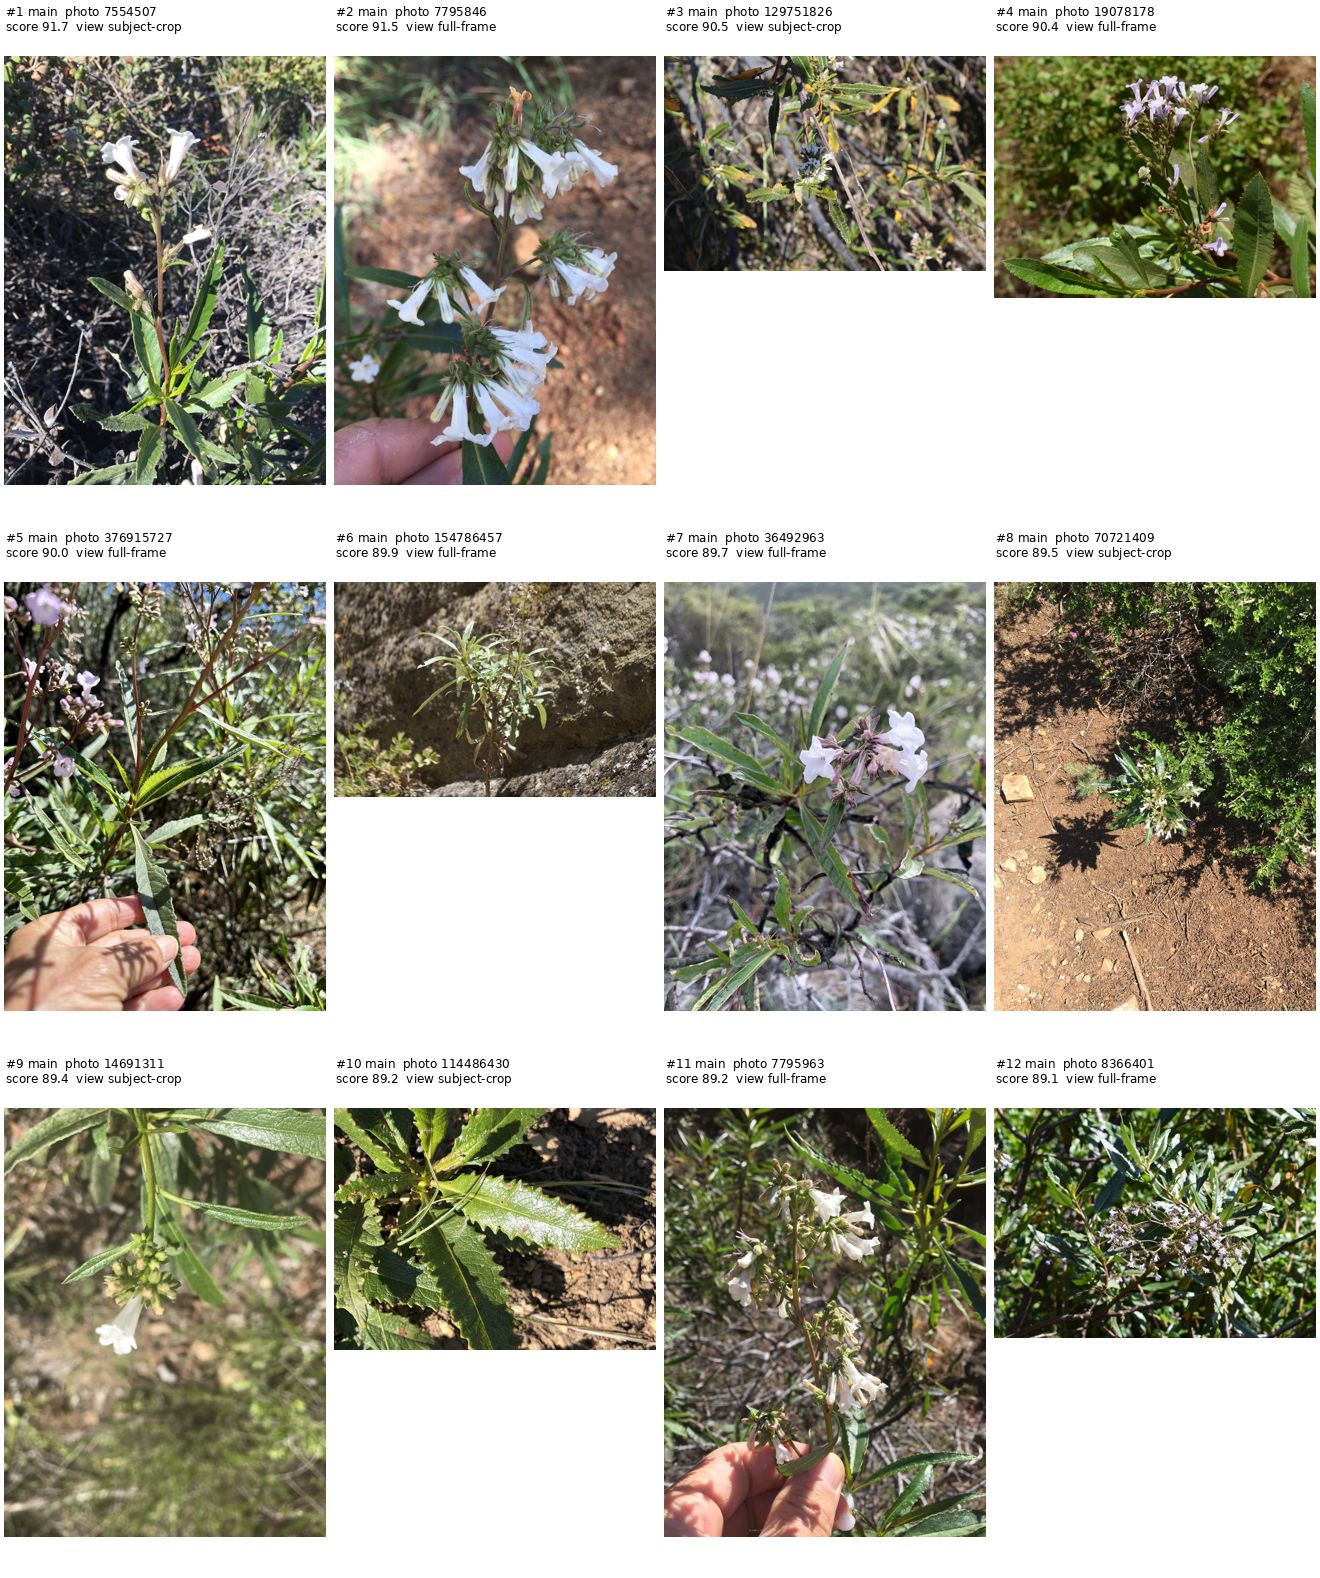 #1 main  photo 7554507
score 91.7  view subject-crop
#2 main  photo 7795846
score 91.5  view full-frame
#3 main  photo 129751826
score 90.5  view subject-crop
#4 main  photo 19078178
score 90.4  view full-frame
#5 main  photo 376915727
score 90.0  view full-frame
#6 main  photo 154786457
score 89.9  view full-frame
#7 main  photo 36492963
score 89.7  view full-frame
#8 main  photo 70721409
score 89.5  view subject-crop
#9 main  photo 14691311
score 89.4  view subject-crop
#10 main  photo 114486430
score 89.2  view subject-crop
#11 main  photo 7795963
score 89.2  view full-frame
#12 main  photo 8366401
score 89.1  view full-frame